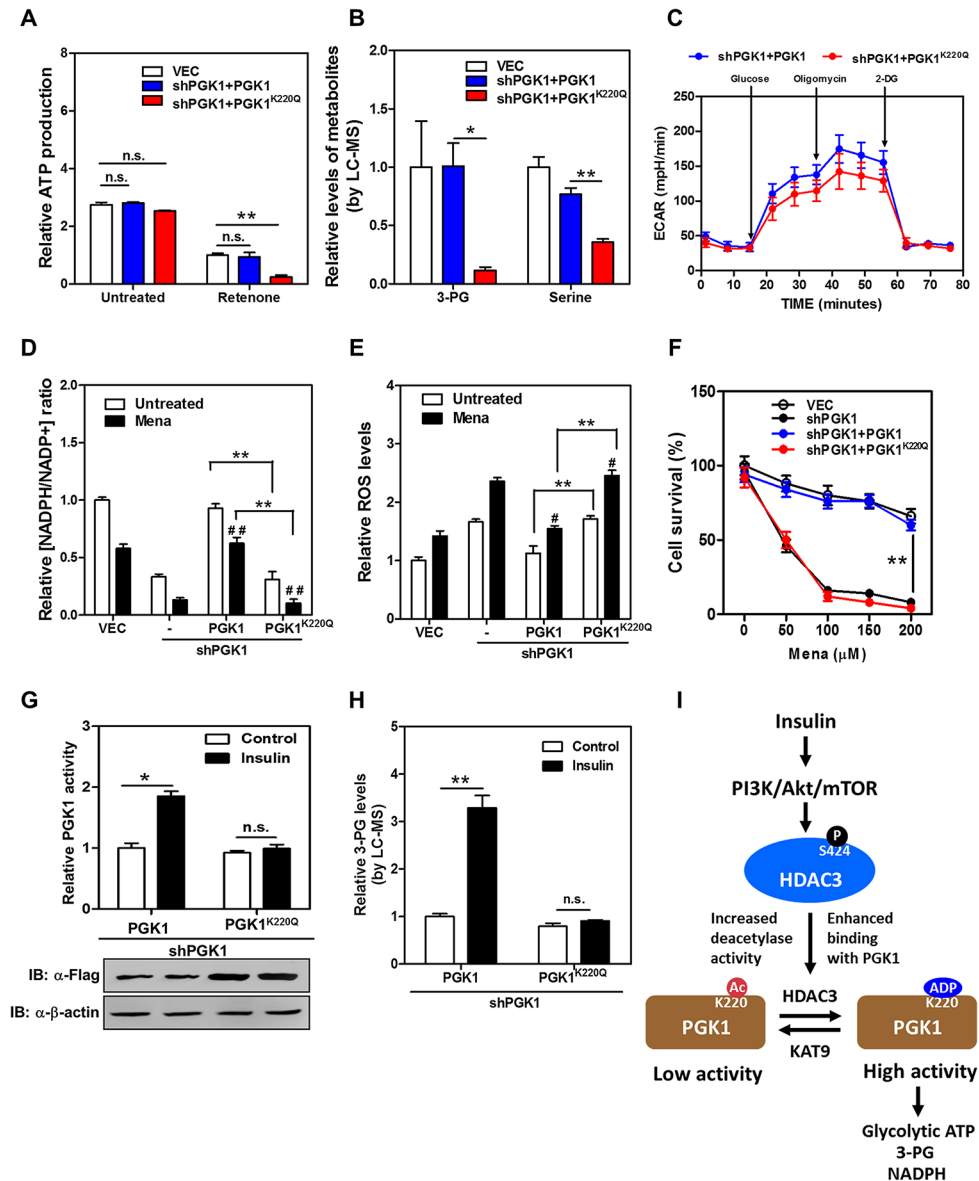 A
Relative ATP production
8
6
4
2
0
VEC
shPGK1+PGK1
shPGK1+PGK1K220Q
n.s.
n.s.
**
n.s.
Untreated
Retenone
B
Relative levels of metabolites
(by LC-MS)
2.0
1.5
1.0
0.5
0.0
VEC
shPGK1+PGK1
shPGK1+PGK1K220Q
*
**
3-PG
Serine
C
shPGK1+PGK1
shPGK1+PGK1K220Q
Glucose
Oligomycin
2-DG
ECAR (mpH/min)
250
200
150
100
50
0
0 10 20 30 40 50 60 70 80
TIME (minutes)
D
Relative [NADPH/NADP+] ratio
2.0
1.5
1.0
0.5
0.0
Untreated
Mena
**
**
##
##
VEC
-
PGK1
PGK1K220Q
shPGK1
E
Relative ROS levels
4
3
2
1
0
Untreated
Mena
**
**
#
#
VEC
-
PGK1
PGK1K220Q
shPGK1
F
Cell survival (%)
150
100
50
0
VEC
shPGK1
shPGK1+PGK1
shPGK1+PGK1K220Q
**
0 50 100 150 200
Mena (μM)
G
Relative PGK1 activity
3
2
1
0
Control
Insulin
*
n.s.
PGK1
PGK1K220Q
shPGK1
IB: α-Flag
IB: α-β-actin
H
Relative 3-PG levels
(by LC-MS)
5
4
3
2
1
0
Control
Insulin
**
n.s.
PGK1
PGK1K220Q
shPGK1
I
Insulin
PI3K/Akt/mTOR
P
S424
HDAC3
Increased
deacetylase
activity
Enhanced
binding
with PGK1
Ac
K220
PGK1
HDAC3
KAT9
ADP
K220
PGK1
Low activity
High activity
Glycolytic ATP
3-PG
NADPH